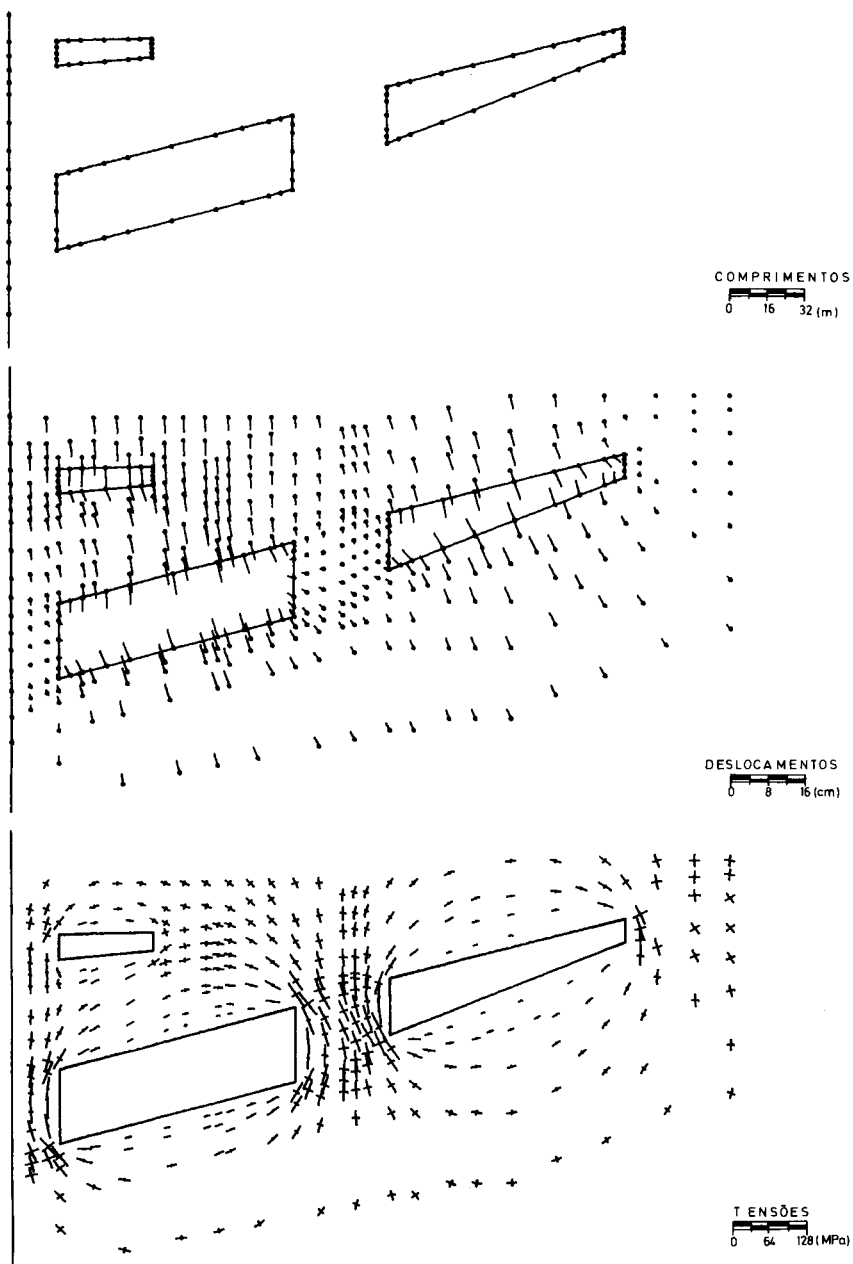 COMPRIMENTOS
0 16 32 (m)
DESLOCAMENTOS
0 8 16 (cm)
TENSÕES
0 64 128 (MPa)